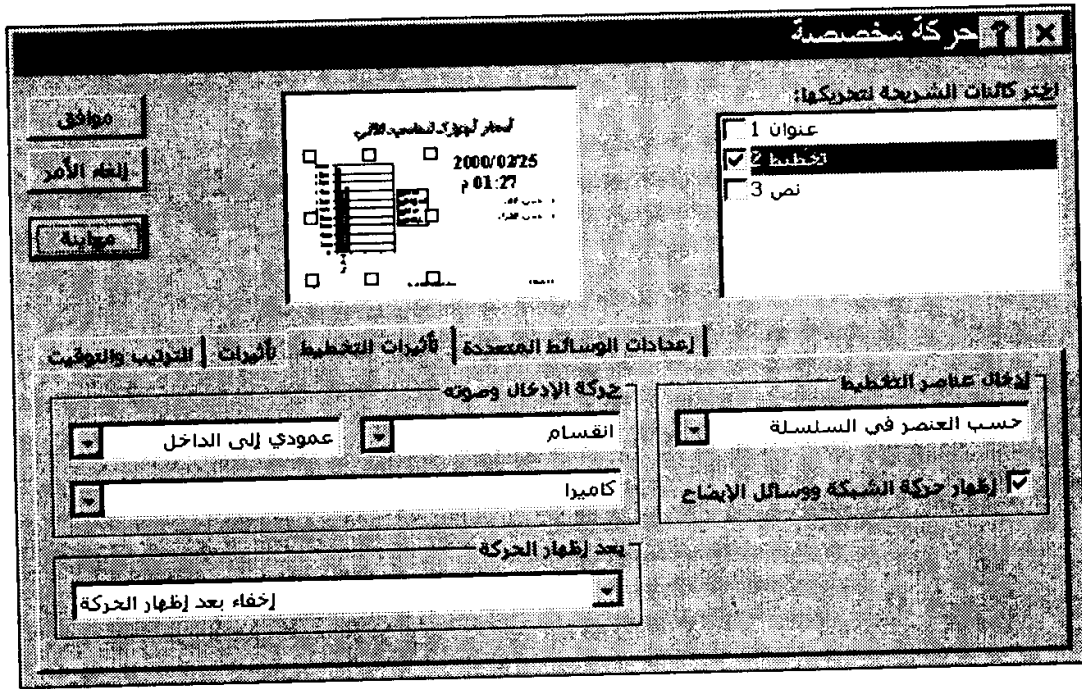 حركة مخصصة
اختر كائنات الشريحة لتحريكها:
عنوان 1
تخطيط 2
نص 3
2000/02/25
01:27 م
موافق
إلغاء الأمر
معاينة
إعدادات الوسائط المتعددة
تأثيرات التخطيط
تأثيرات
الترتيب والتوقيت
إدخال عناصر التخطيط
حسب العنصر في السلسلة
إظهار حركة الشبكة ووسائل الإيضاح
حركة الإدخال وصوته
انقسام
عمودي إلى الداخل
كاميرا
بعد إظهار الحركة
إخفاء بعد إظهار الحركة